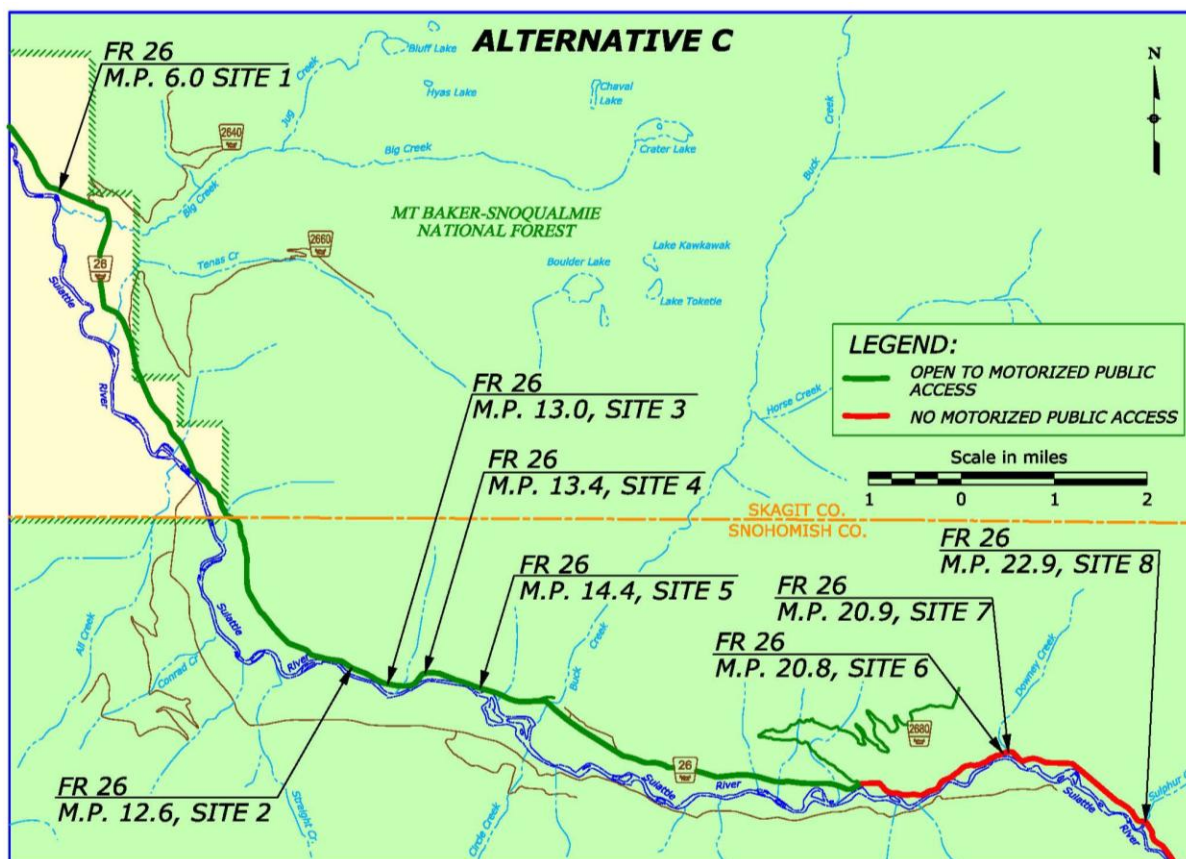 ALTERNATIVE C
FR 26
M.P. 6.0 SITE 1
Bluff Lake
Hyas Lake
Chaval
Lake
Jug Creek
Buck Creek
N
2640
Big Creek
Crater Lake
Big Creek
MT BAKER-SNOQUALMIE
NATIONAL FOREST
2660
Tenas Cr
26
Boulder Lake
Lake Kawkawak
Lake Toketie
Suiattle
River
LEGEND:
OPEN TO MOTORIZED PUBLIC
ACCESS
NO MOTORIZED PUBLIC ACCESS
FR 26
M.P. 13.0, SITE 3
Horse Creek
Scale in miles
1 0 1 2
FR 26
M.P. 13.4, SITE 4
SKAGIT CO.
SNOHOMISH CO.
FR 26
M.P. 22.9, SITE 8
FR 26
M.P. 14.4, SITE 5
FR 26
M.P. 20.9, SITE 7
FR 26
M.P. 20.8, SITE 6
All Creek
Conrad Cr
Suiattle
River
Buck Creek
Downey Creek
2680
26
Suiattle
River
FR 26
M.P. 12.6, SITE 2
Straight Cr.
Circle Creek
Suiattle
River
Sulphur